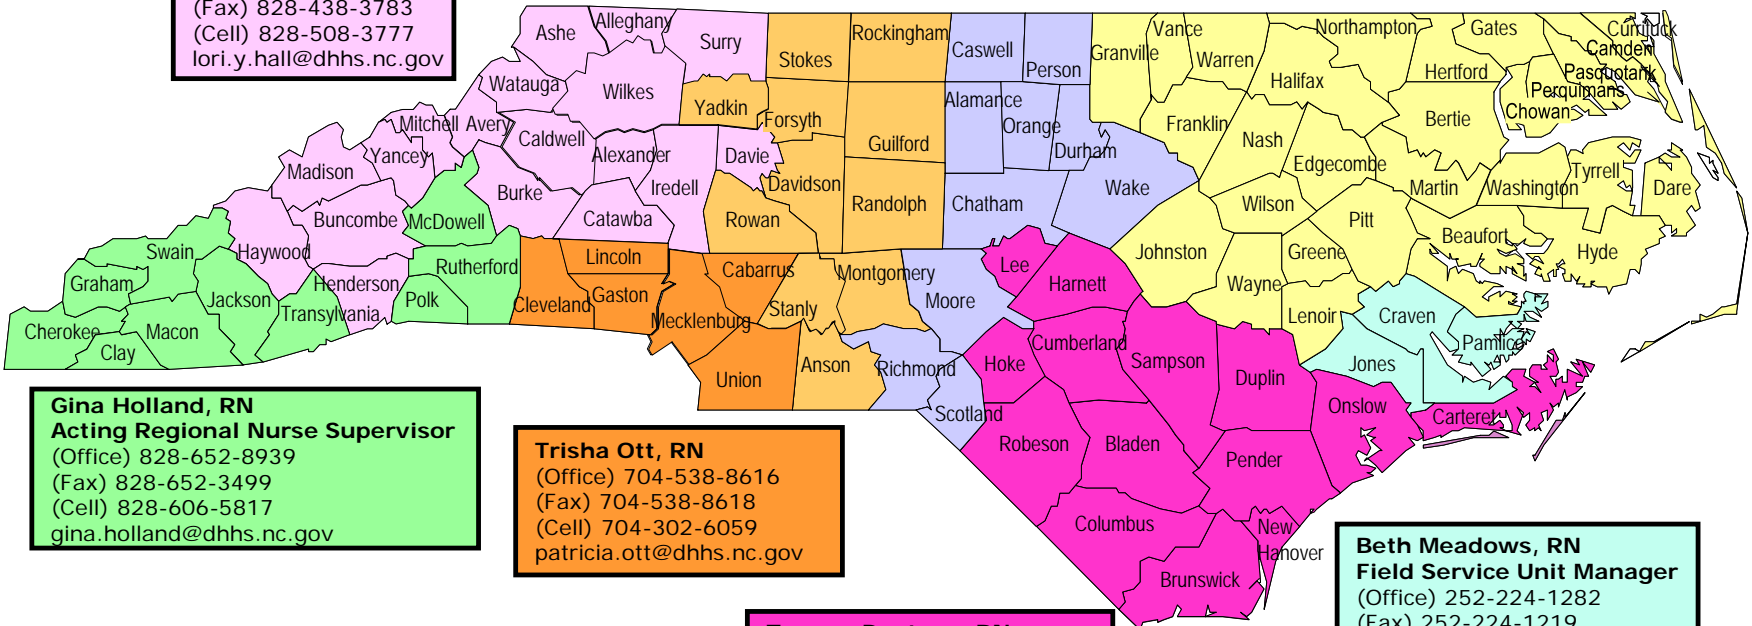 (Fax) 828-438-3783
(Cell) 828-508-3777
lori.y.hall@dhhs.nc.gov
Ashe
Alleghany
Surry
Stokes
Rockingham
Caswell
Person
Granville
Vance
Warren
Northampton
Gates
Currituck
Camden
Pasquotank
Perquimans
Chowan
Hertford
Halifax
Watauga
Wilkes
Yadkin
Forsyth
Guilford
Alamance
Orange
Durham
Franklin
Nash
Edgecombe
Bertie
Mitchell
Avery
Caldwell
Alexander
Davie
Iredell
Madison
Yancey
Burke
Catawba
Rowan
Davidson
Randolph
Chatham
Wake
Wilson
Pitt
Martin
Washington
Tyrrell
Dare
Buncombe
McDowell
Haywood
Swain
Graham
Cherokee
Clay
Macon
Jackson
Transylvania
Henderson
Polk
Rutherford
Cleveland
Lincoln
Gaston
Mecklenburg
Cabarrus
Stanly
Montgomery
Moore
Lee
Harnett
Johnston
Wayne
Greene
Lenoir
Beaufort
Hyde
Craven
Pamlico
Jones
Union
Anson
Richmond
Scotland
Hoke
Cumberland
Sampson
Duplin
Onslow
Carteret
Robeson
Bladen
Pender
Columbus
Brunswick
New
Hanover
Gina Holland, RN
Acting Regional Nurse Supervisor
(Office) 828-652-8939
(Fax) 828-652-3499
(Cell) 828-606-5817
gina.holland@dhhs.nc.gov
Trisha Ott, RN
(Office) 704-538-8616
(Fax) 704-538-8618
(Cell) 704-302-6059
patricia.ott@dhhs.nc.gov
Beth Meadows, RN
Field Service Unit Manager
(Office) 252-224-1282
(Fax) 252-224-1219